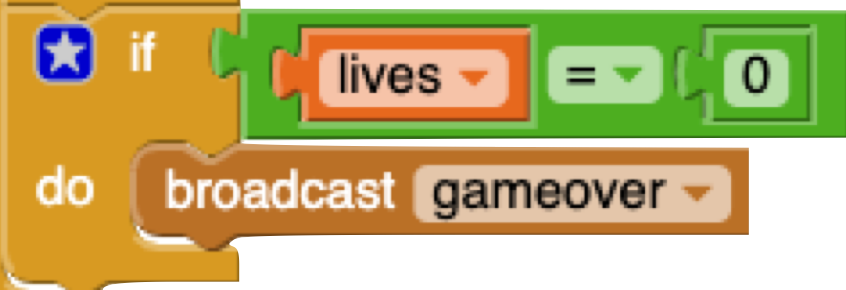 if lives = 0
do broadcast gameover